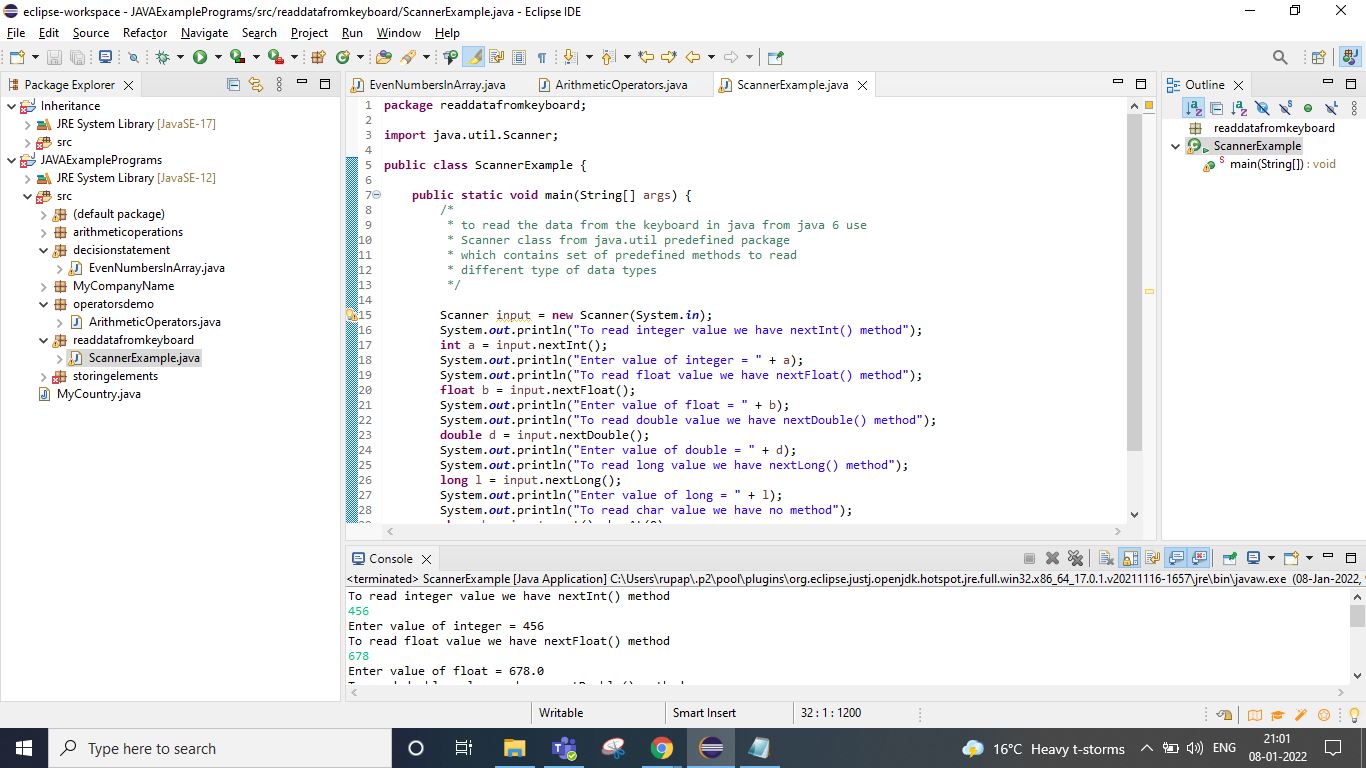 eclipse-workspace - JAVAExamplePrograms/src/readdatafromkeyboard/ScannerExample.java - Eclipse IDE
File Edit Source Refactor Navigate Search Project Run Window Help
Package Explorer
Inheritance
JRE System Library [JavaSE-17]
src
JAVAExamplePrograms
JRE System Library [JavaSE-12]
src
(default package)
arithmeticoperations
decisionstatement
EvenNumbersInArray.java
MyCompanyName
operatorsdemo
ArithmeticOperators.java
readdatafromkeyboard
ScannerExample.java
storingelements
MyCountry.java
EvenNumbersInArray.java ArithmeticOperators.java ScannerExample.java
1 package readdatafromkeyboard;
2
3 import java.util.Scanner;
4
5 public class ScannerExample {
6
7 public static void main(String[] args) {
8 /*
9 * to read the data from the keyboard in java from java 6 use
10 * Scanner class from java.util predefined package
11 * which contains set of predefined methods to read
12 * different type of data types
13 */
14
15 Scanner input = new Scanner(System.in);
16 System.out.println("To read integer value we have nextInt() method");
17 int a = input.nextInt();
18 System.out.println("Enter value of integer = " + a);
19 System.out.println("To read float value we have nextFloat() method");
20 float b = input.nextFloat();
21 System.out.println("Enter value of float = " + b);
22 System.out.println("To read double value we have nextDouble() method");
23 double d = input.nextDouble();
24 System.out.println("Enter value of double = " + d);
25 System.out.println("To read long value we have nextLong() method");
26 long l = input.nextLong();
27 System.out.println("Enter value of long = " + l);
28 System.out.println("To read char value we have no method");
Outline
readdatafromkeyboard
ScannerExample
main(String[]) : void
Console
<terminated> ScannerExample [Java Application] C:\Users\rupap\.p2\pool\plugins\org.eclipse.justj.openjdk.hotspot.jre.full.win32.x86_64_17.0.1.v20211116-1657\jre\bin\javaw.exe (08-Jan-2022,
To read integer value we have nextInt() method
456
Enter value of integer = 456
To read float value we have nextFloat() method
678
Enter value of float = 678.0
Writable Smart Insert 32 : 1 : 1200
Type here to search
16°C Heavy t-storms ENG 21:01
08-01-2022